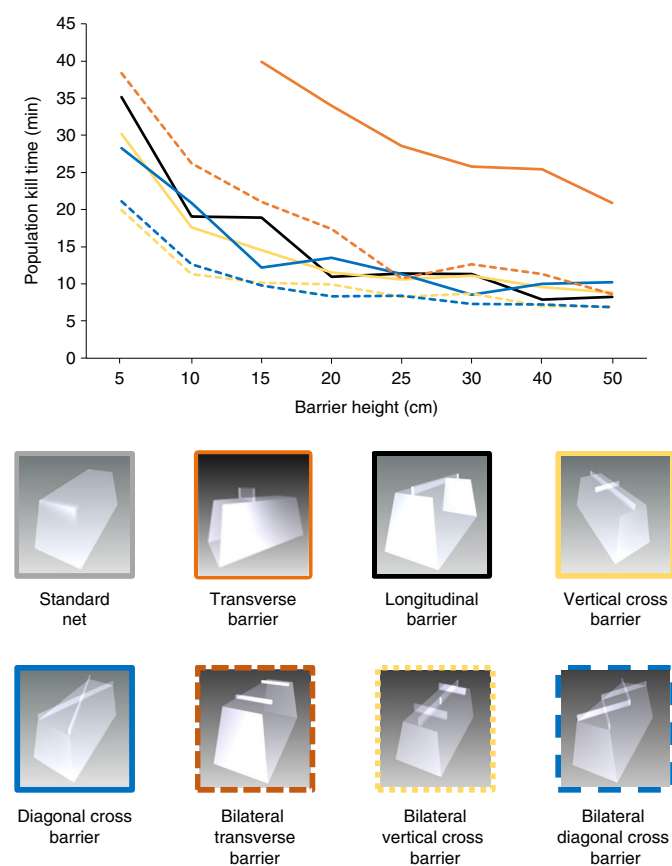 45
40
35
30
25
20
15
10
5
0
Population kill time (min)
5 10 15 20 25 30 40 50
Barrier height (cm)
Standard
net
Transverse
barrier
Longitudinal
barrier
Vertical cross
barrier
Diagonal cross
barrier
Bilateral
transverse
barrier
Bilateral
vertical cross
barrier
Bilateral
diagonal cross
barrier